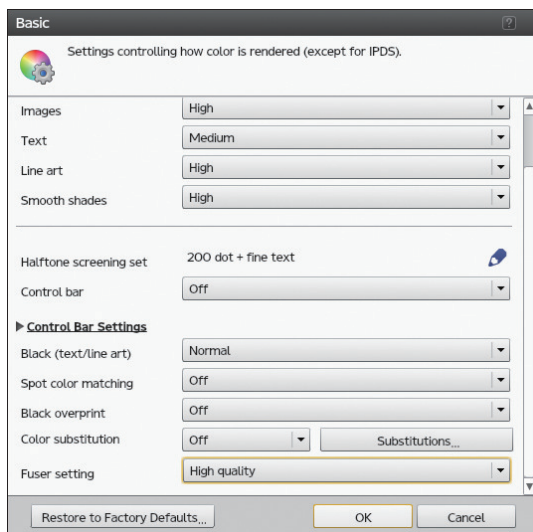 Basic
?
Settings controlling how color is rendered (except for IPDS).
Images High
Text Medium
Line art High
Smooth shades High
Halftone screening set 200 dot + fine text
Control bar Off
Control Bar Settings
Black (text/line art) Normal
Spot color matching Off
Black overprint Off
Color substitution Off Substitutions...
Fuser setting High quality
Restore to Factory Defaults... OK Cancel